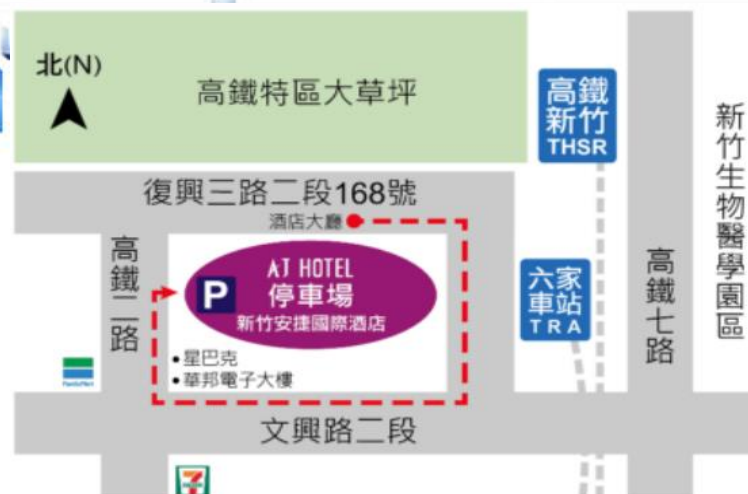 北(N)
高鐵特區大草坪
高鐵
新竹
THSR
新竹生物醫學園區
復興三路二段168號
酒店大廳
高鐵二路
AJ HOTEL
P
停車場
新竹安捷國際酒店
六家
車站
TRA
高鐵七路
•星巴克
•華邦電子大樓
FamilyMart
文興路二段
7